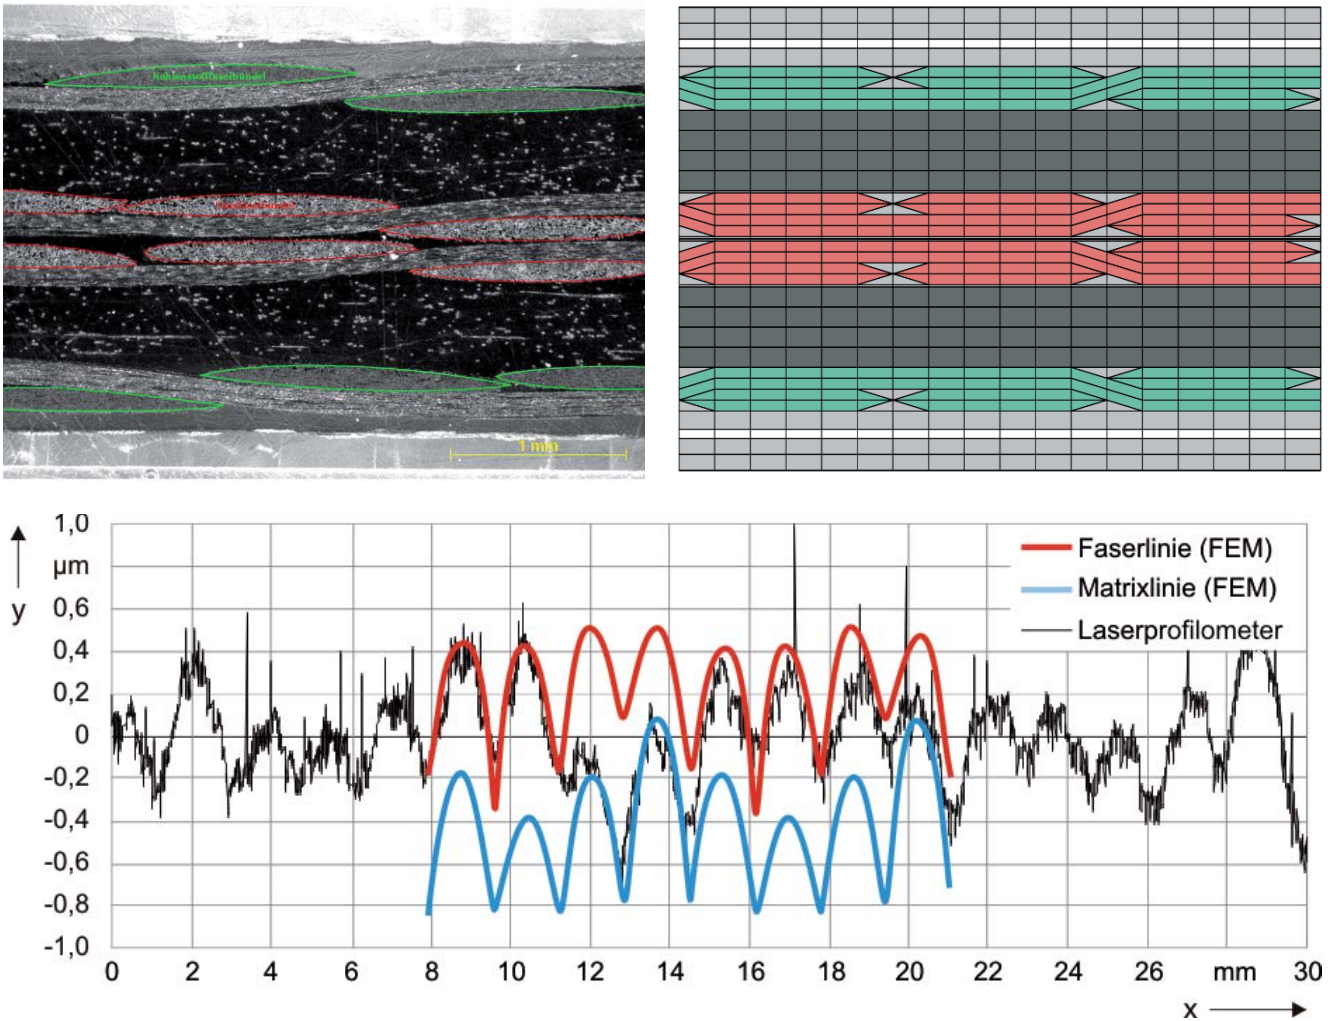 Kohlenstofffaserbündel
1 mm
1,0
µm
y
0,6
0,4
0,2
0
-0,2
-0,4
-0,6
-0,8
-1,0
Faserlinie (FEM)
Matrixlinie (FEM)
Laserprofilometer
0 2 4 6 8 10 12 14 16 18 20 22 24 26 mm 30
x